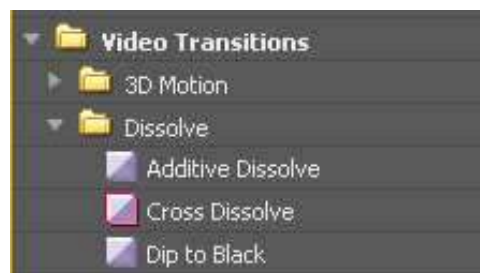 Video Transitions
3D Motion
Dissolve
Additive Dissolve
Cross Dissolve
Dip to Black